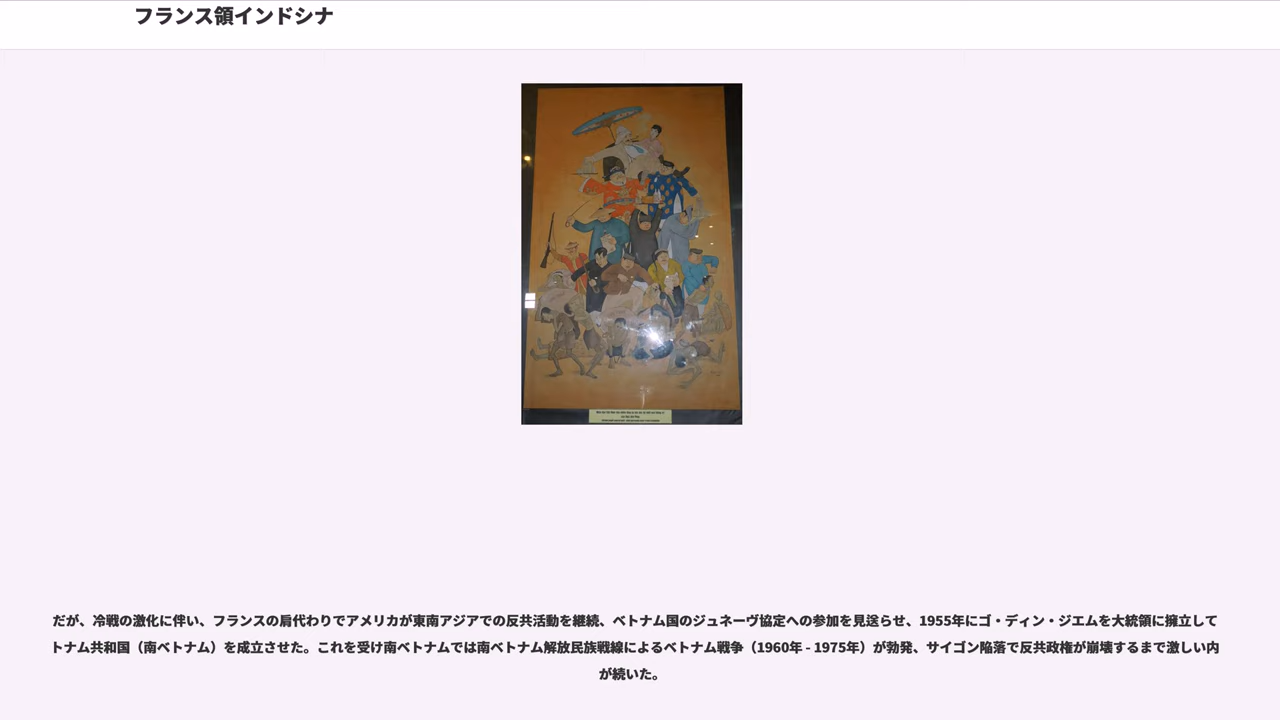 フランス領インドシナ
だが、冷戦の激化に伴い、フランスの肩代わりでアメリカが東南アジアでの反共活動を継続、ベトナム国のジュネーヴ協定への参加を見送らせ、1955年にゴ・ディン・ジエムを大統領に擁立して
トナム共和国（南ベトナム）を成立させた。これを受け南ベトナムでは南ベトナム解放民族戦線によるベトナム戦争（1960年 - 1975年）が勃発、サイゴン陥落で反共政権が崩壊するまで激しい内
が続いた。